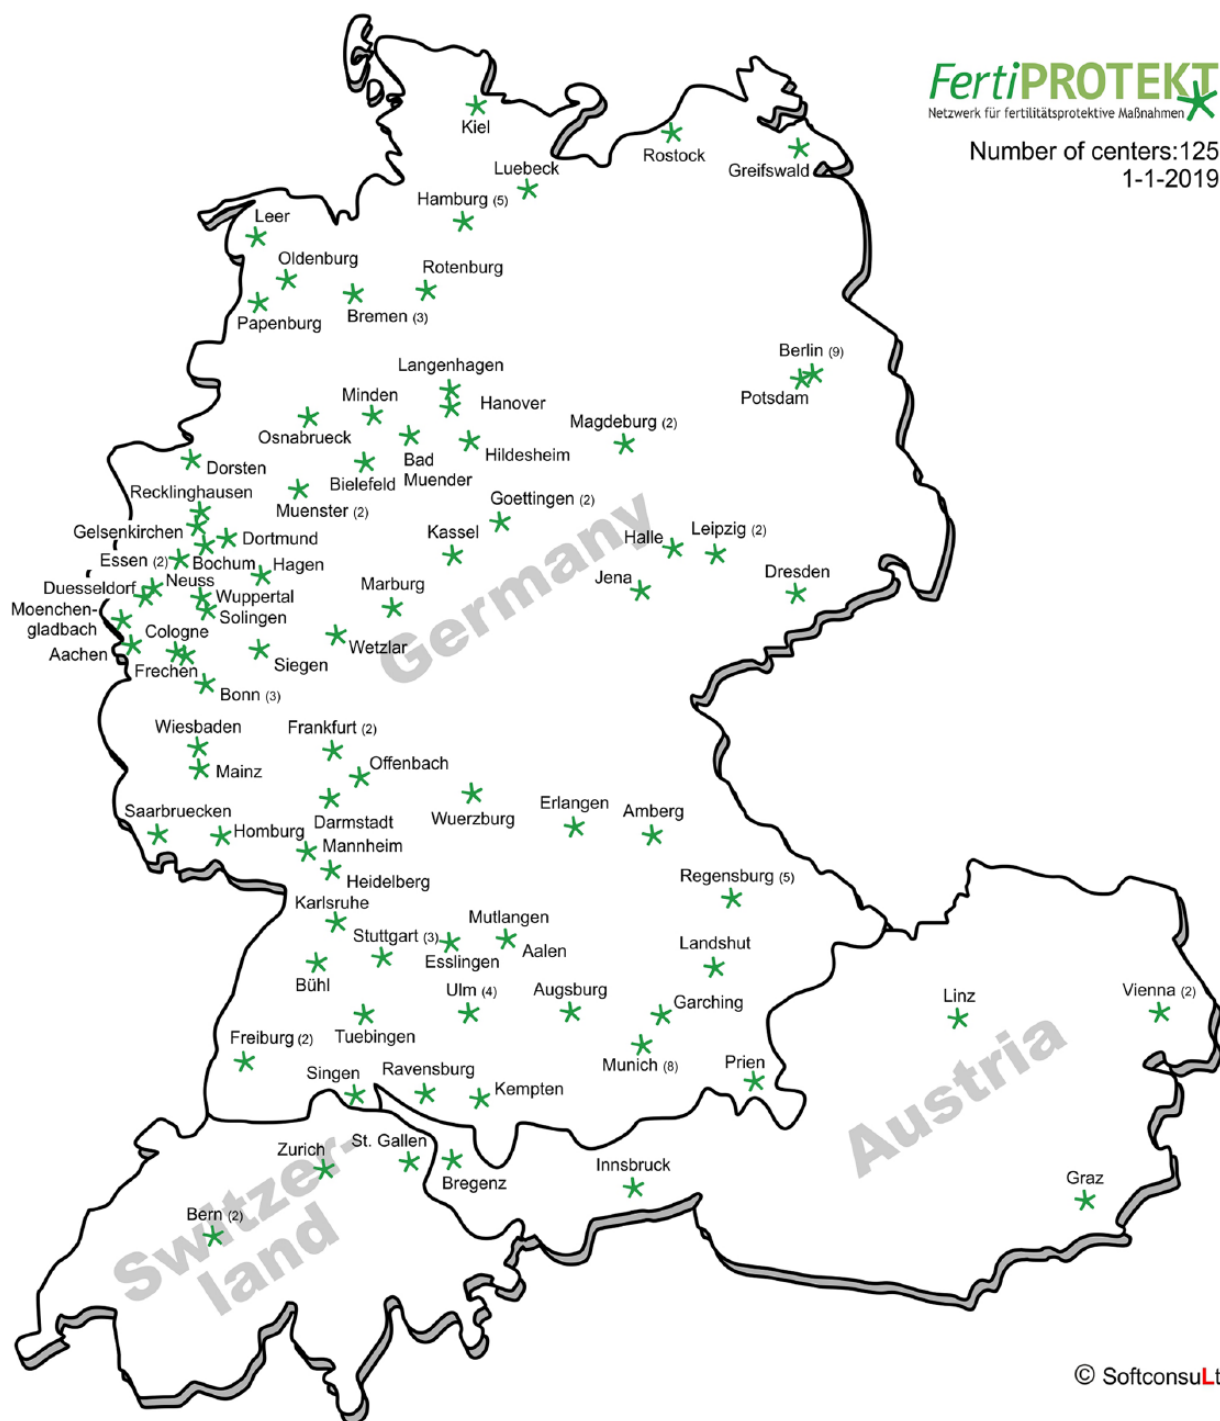 FertiPROTEKT
Netzwerk für fertilitätsprotektive Maßnahmen
Number of centers:125
1-1-2019
Kiel
Rostock
Greifswald
Luebeck
Hamburg (5)
Leer
Oldenburg
Rotenburg
Papenburg
Bremen (3)
Berlin (9)
Potsdam
Langenhagen
Minden
Hanover
Magdeburg (2)
Osnabrueck
Bad
Muender
Hildesheim
Dorsten
Bielefeld
Recklinghausen
Muenster (2)
Goettingen (2)
Gelsenkirchen
Dortmund
Kassel
Halle
Leipzig (2)
Essen (2)
Bochum
Hagen
Germany
Duesseldorf
Neuss
Wuppertal
Marburg
Jena
Dresden
Moenchen-
gladbach
Solingen
Cologne
Aachen
Frechen
Siegen
Wetzlar
Bonn (3)
Wiesbaden
Frankfurt (2)
Mainz
Offenbach
Saarbruecken
Homburg
Darmstadt
Wuerzburg
Erlangen
Amberg
Mannheim
Heidelberg
Regensburg (5)
Karlsruhe
Stuttgart (3)
Mutlangen
Esslingen
Aalen
Landshut
Bühl
Ulm (4)
Augsburg
Garching
Linz
Vienna (2)
Freiburg (2)
Tuebingen
Munich (8)
Prien
Singen
Ravensburg
Kempten
Austria
Zurich
St. Gallen
Bregenz
Innsbruck
Graz
Bern (2)
Switzer-
land
© SoftconsuLt